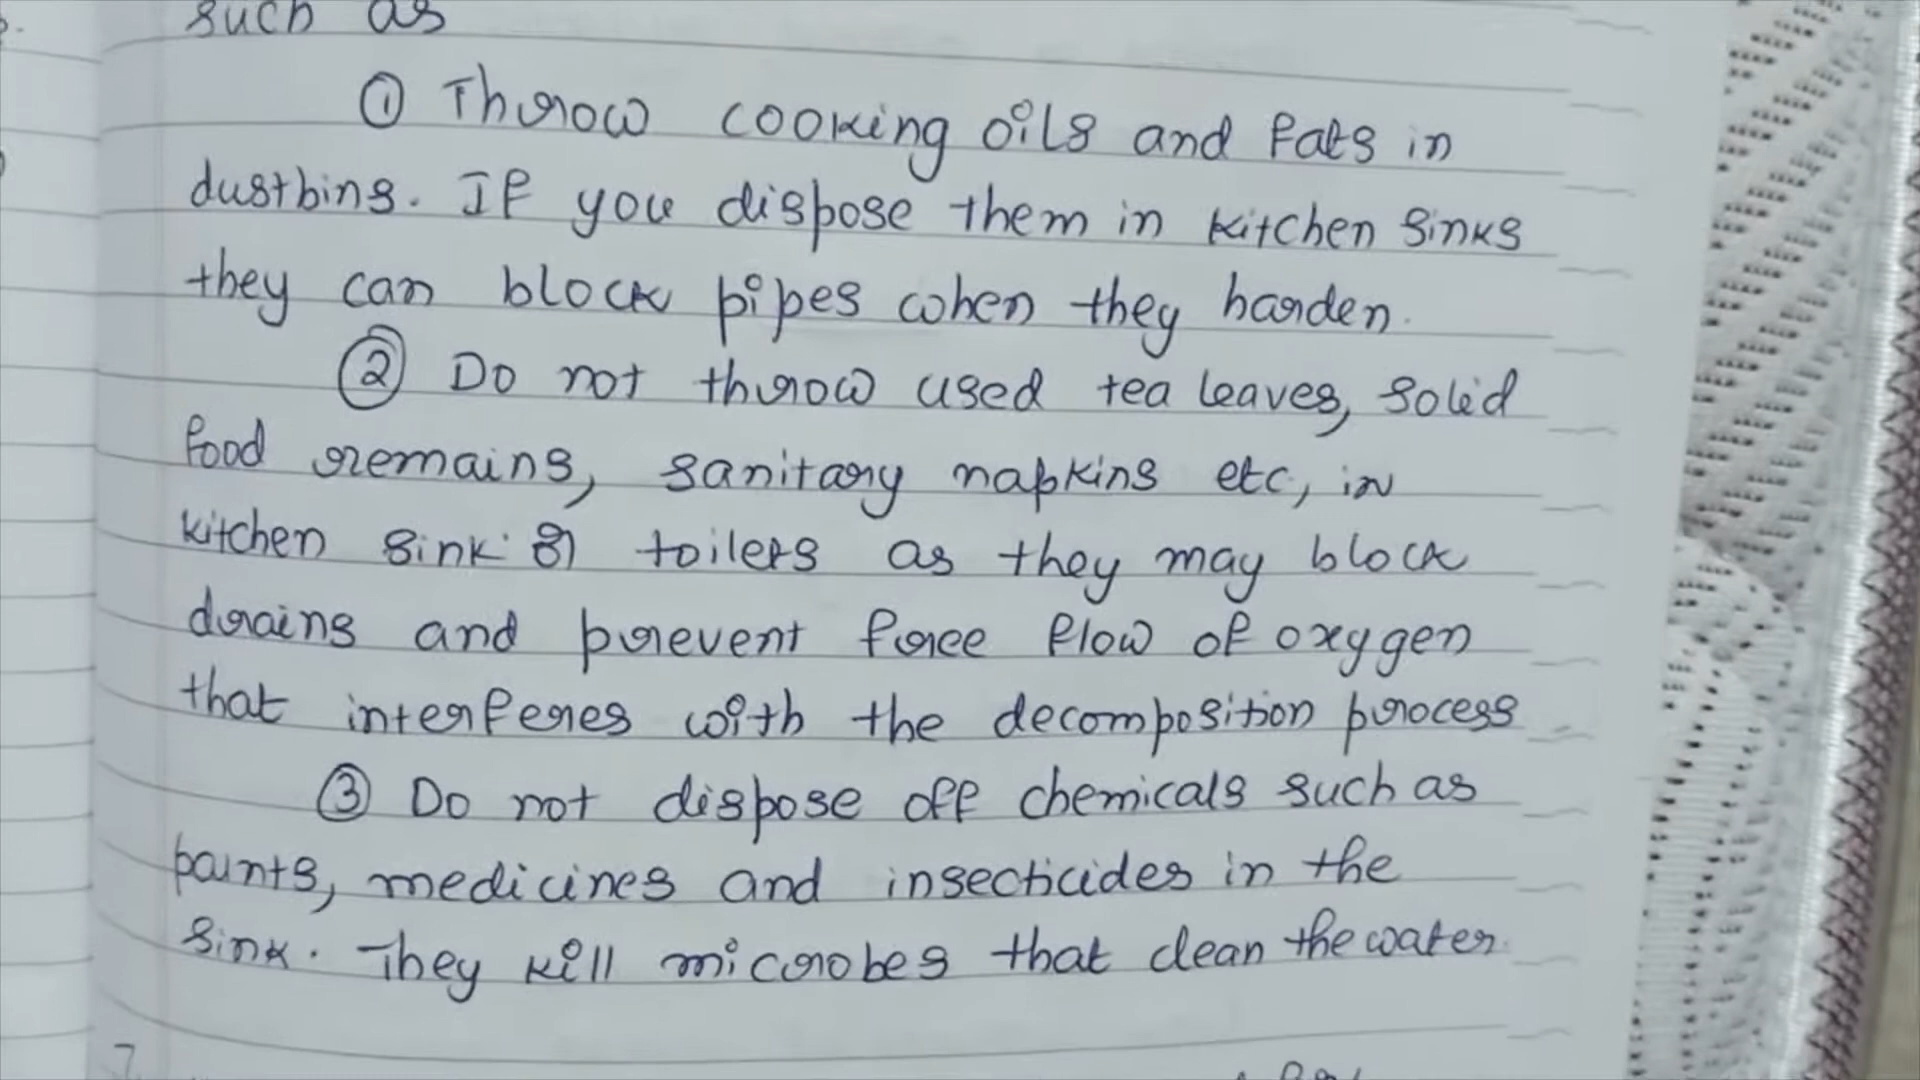 such as
① Throw cooking oils and fats in
dustbins. If you dispose them in kitchen sinks
they can block pipes when they harden.
② Do not throw used tea leaves, solid
food remains, sanitary napkins etc, in
kitchen sink or toilets as they may block
drains and prevent free flow of oxygen
that interferes with the decomposition process
③ Do not dispose off chemicals such as
paints, medicines and insecticides in the
sink. They kill microbes that clean the water.
7.